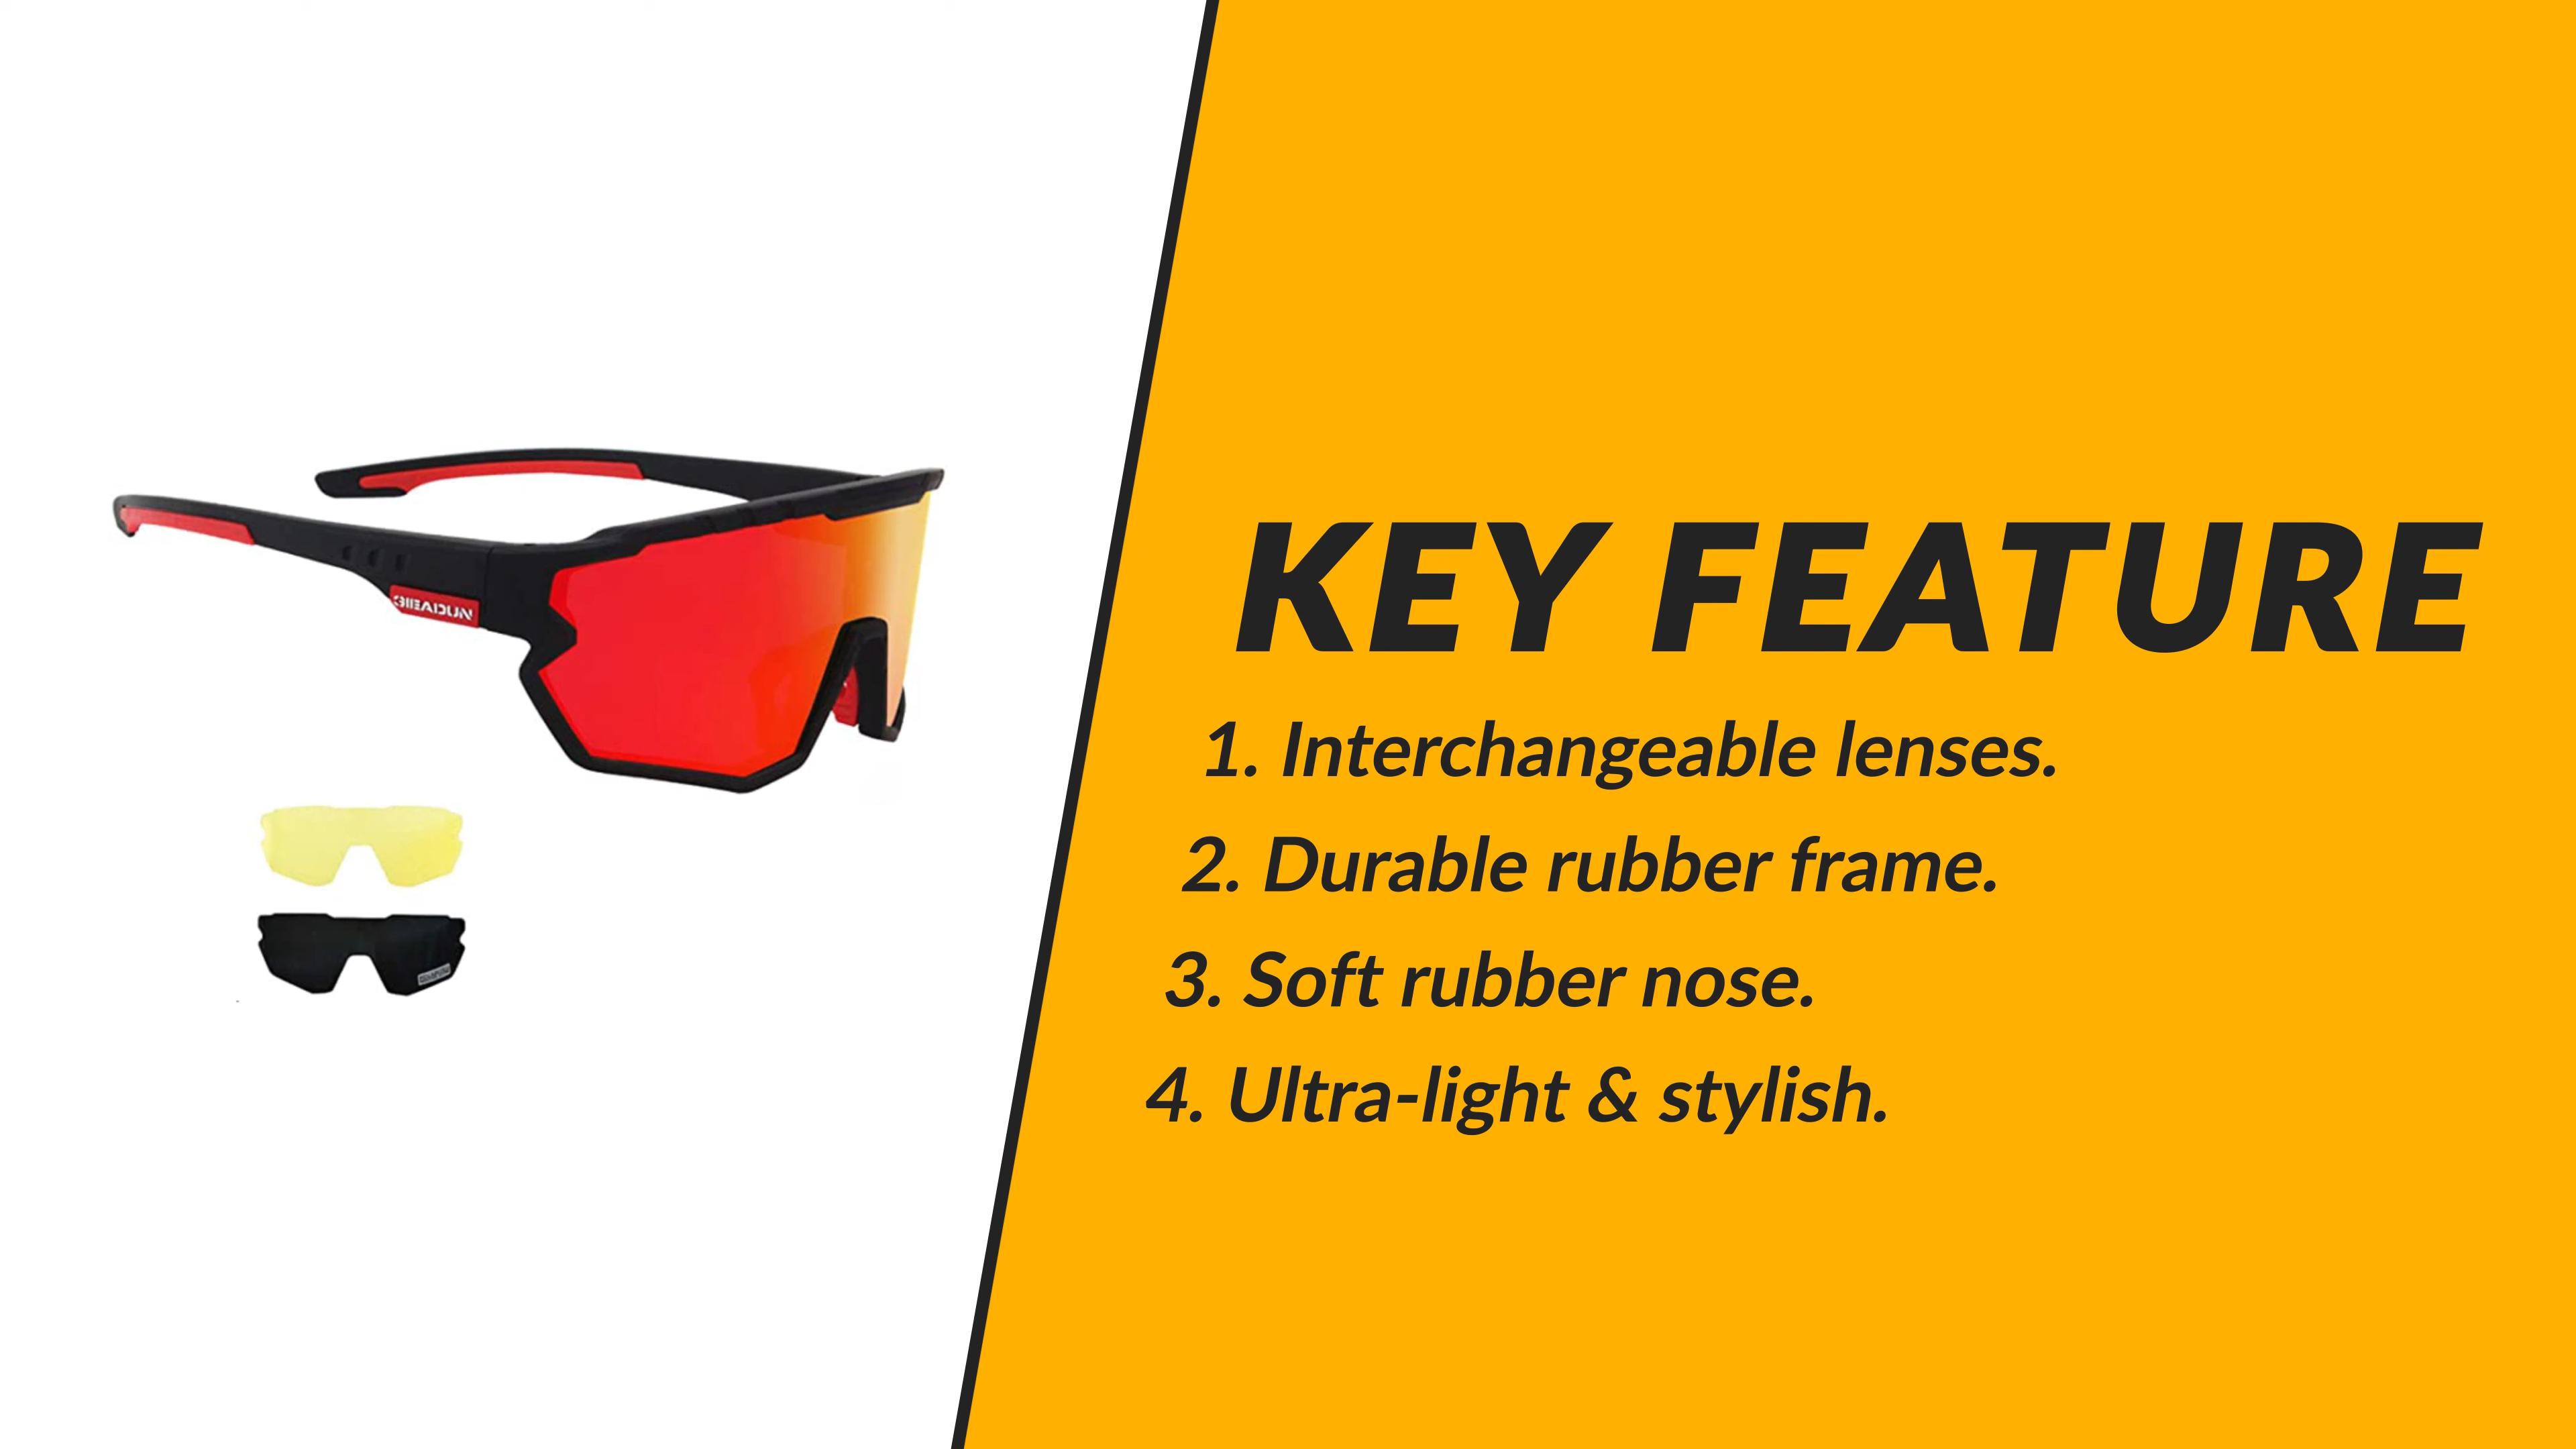 KEY FEATURE
1. Interchangeable lenses.
2. Durable rubber frame.
3. Soft rubber nose.
4. Ultra-light & stylish.